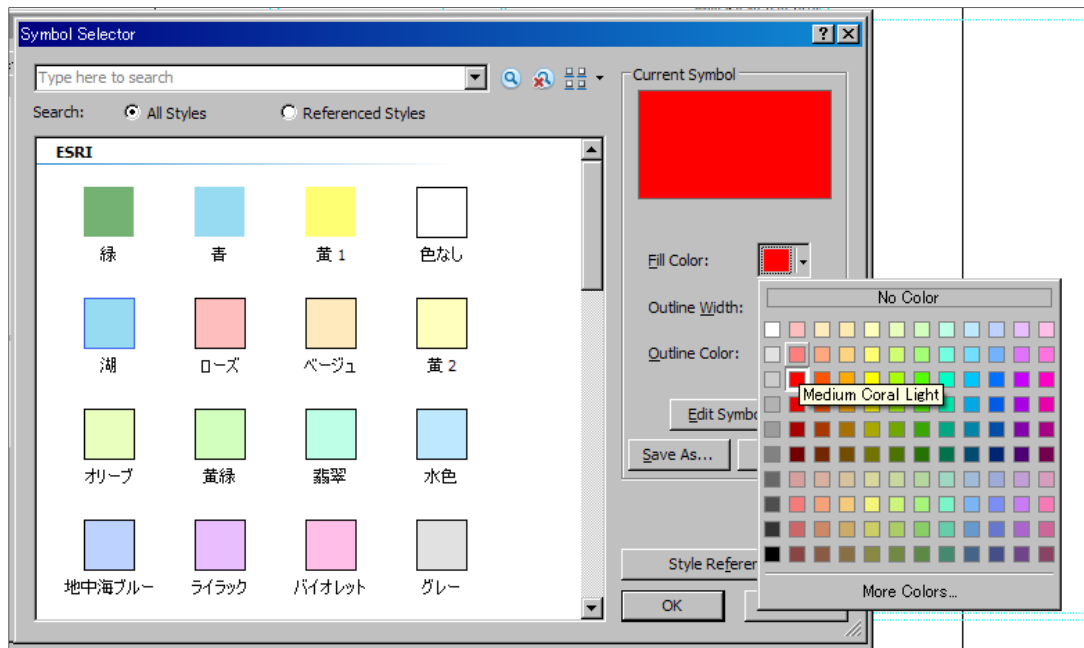 Symbol Selector
Type here to search
Search:
All Styles
Referenced Styles
ESRI
緑
青
黄 1
色なし
湖
ローズ
ベージュ
黄 2
オリーブ
黄緑
翡翠
水色
地中海ブルー
ライラック
バイオレット
グレー
Current Symbol
Fill Color:
Outline Width:
Outline Color:
No Color
Medium Coral Light
More Colors...
Edit Symbo
Save As...
Style Referen
OK